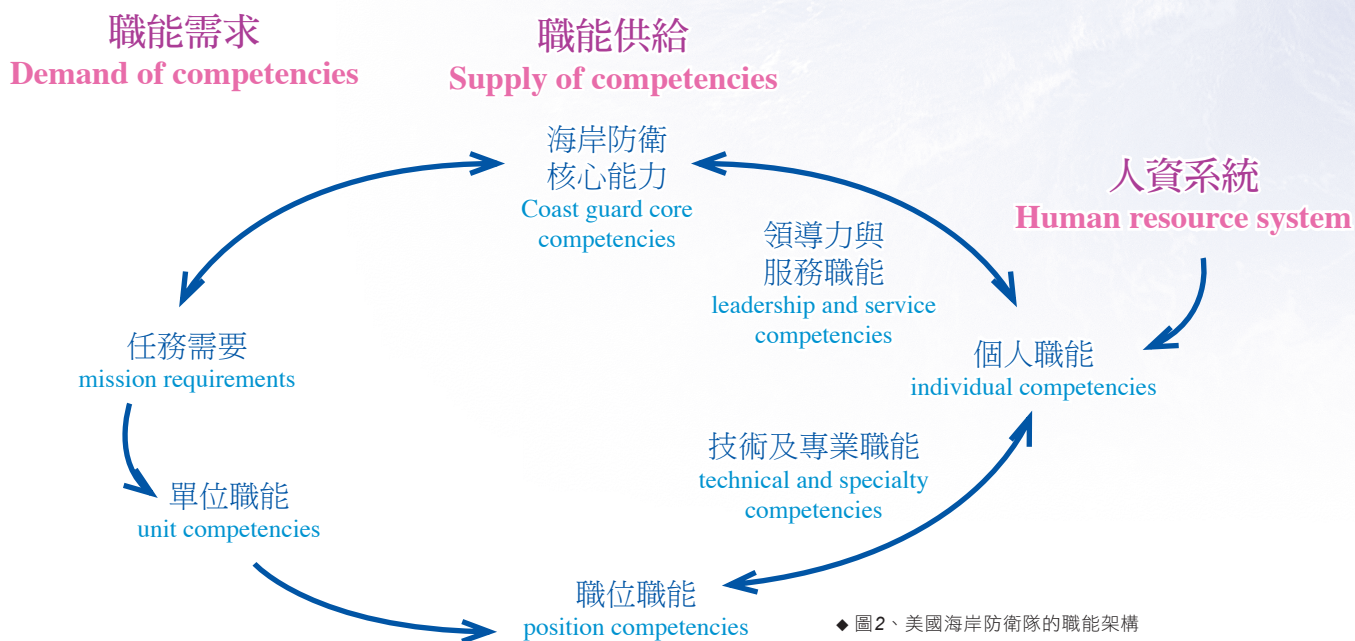 職能需求
Demand of competencies
職能供給
Supply of competencies
人資系統
Human resource system
海岸防衛
核心能力
Coast guard core
competencies
領導力與
服務職能
leadership and service
competencies
任務需要
mission requirements
個人職能
individual competencies
技術及專業職能
technical and specialty
competencies
單位職能
unit competencies
職位職能
position competencies
◆ 圖2、美國海岸防衛隊的職能架構